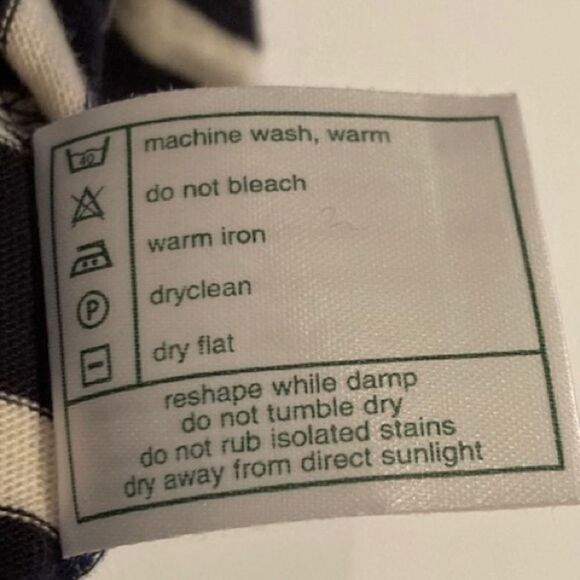 40 machine wash, warm
do not bleach
warm iron
P dryclean
dry flat
reshape while damp
do not tumble dry
do not rub isolated stains
dry away from direct sunlight